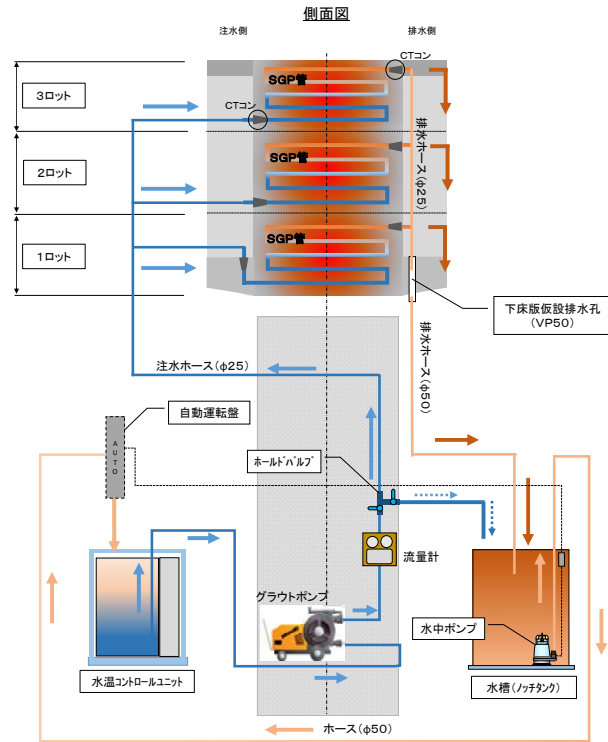 側面図
注水側
排水側
CTコン
SGP管
3ロット
CTコン
排水ホース(φ25)
SGP管
2ロット
SGP管
1ロット
下床版仮設排水孔
(VP50)
排水ホース(φ50)
注水ホース(φ25)
自動運転盤
AUTO
ホールドバルブ
流量計
グラウトポンプ
水中ポンプ
水温コントロールユニット
水槽(ノッチタンク)
ホース(φ50)